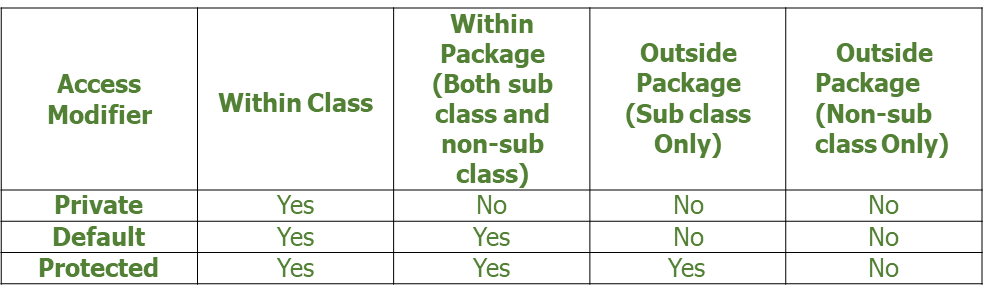 Access Modifier Within Class Within Package (Both sub class and non-sub class) Outside Package (Sub class Only) Outside Package (Non-sub class Only)
Private Yes No No No
Default Yes Yes No No
Protected Yes Yes Yes No